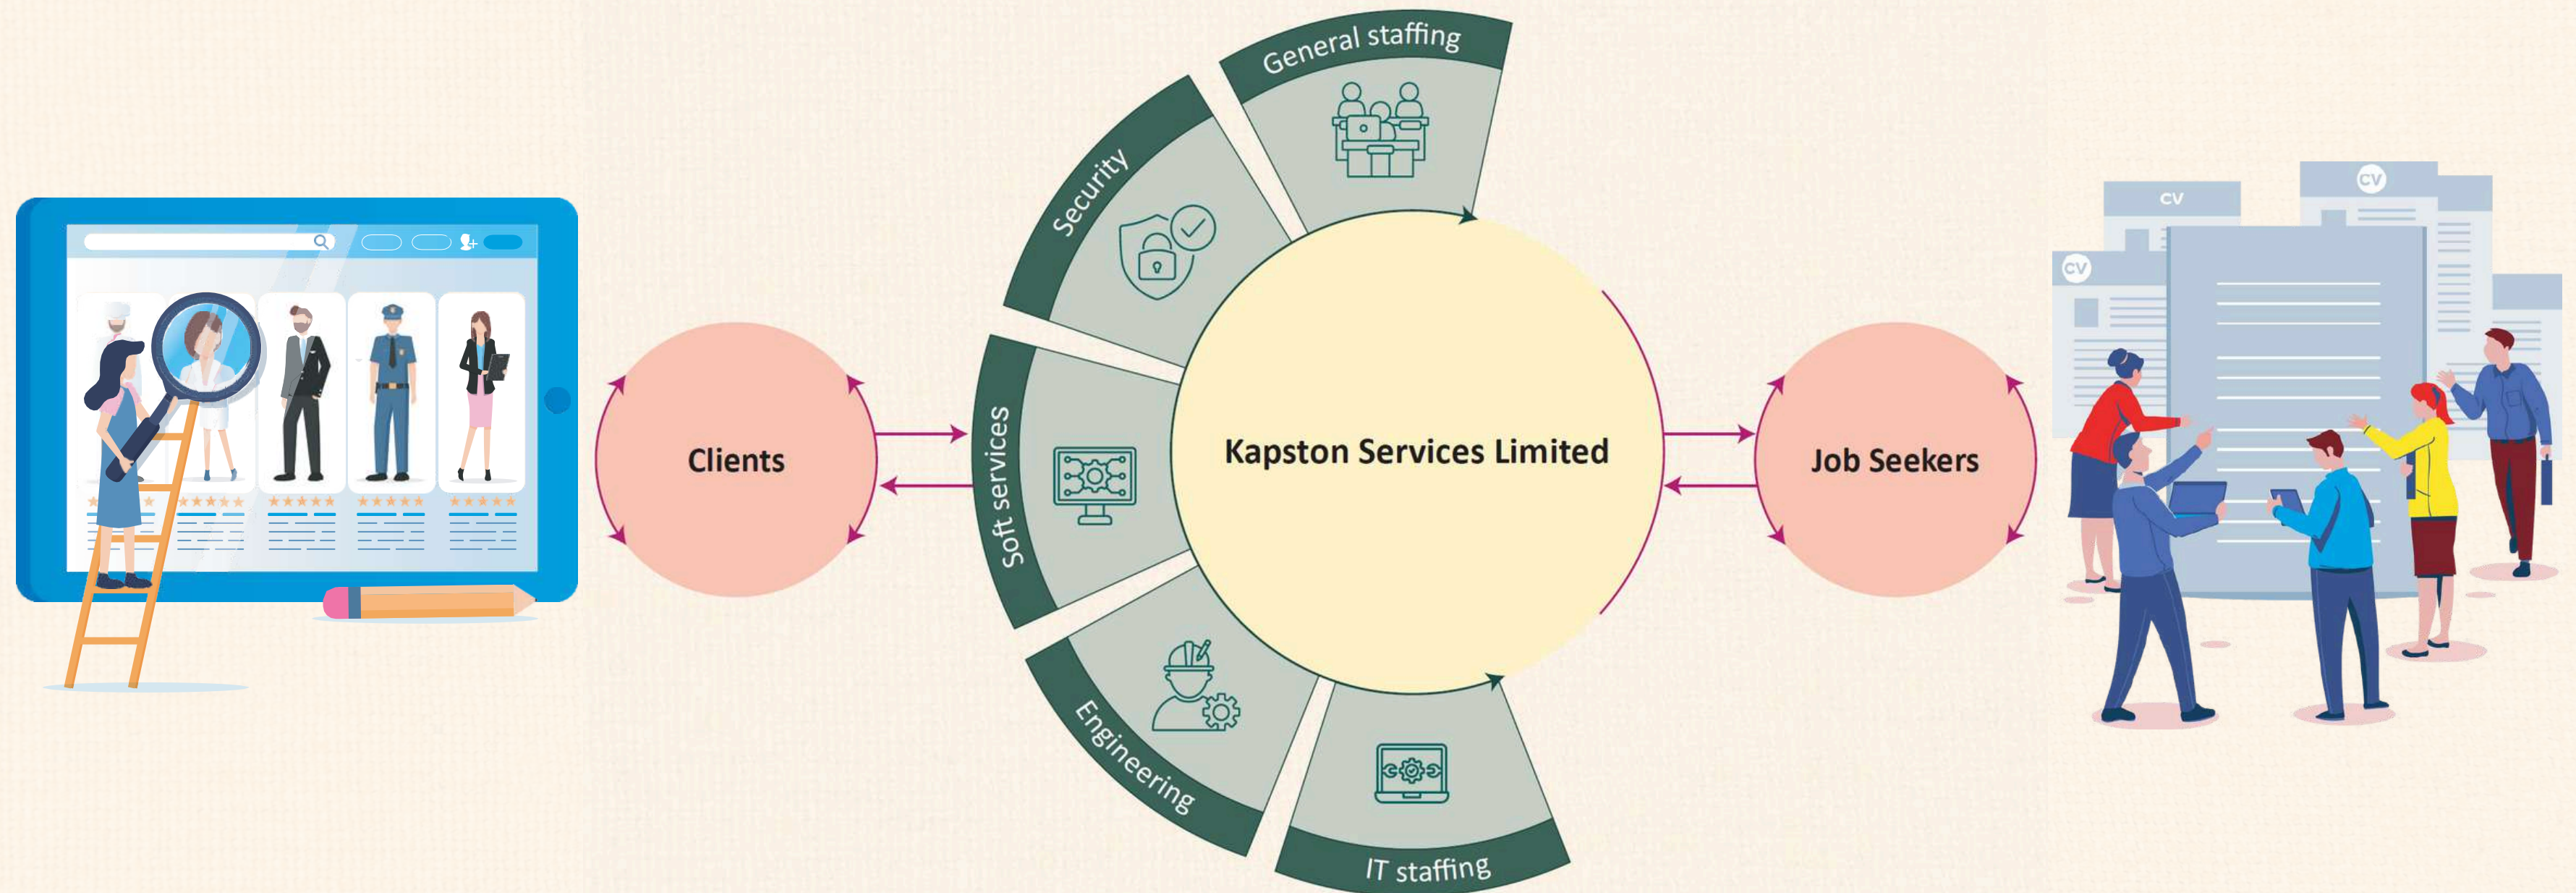 General staffing
Security
Soft services
Engineering
IT staffing
Clients
Kapston Services Limited
Job Seekers
CV
CV
CV